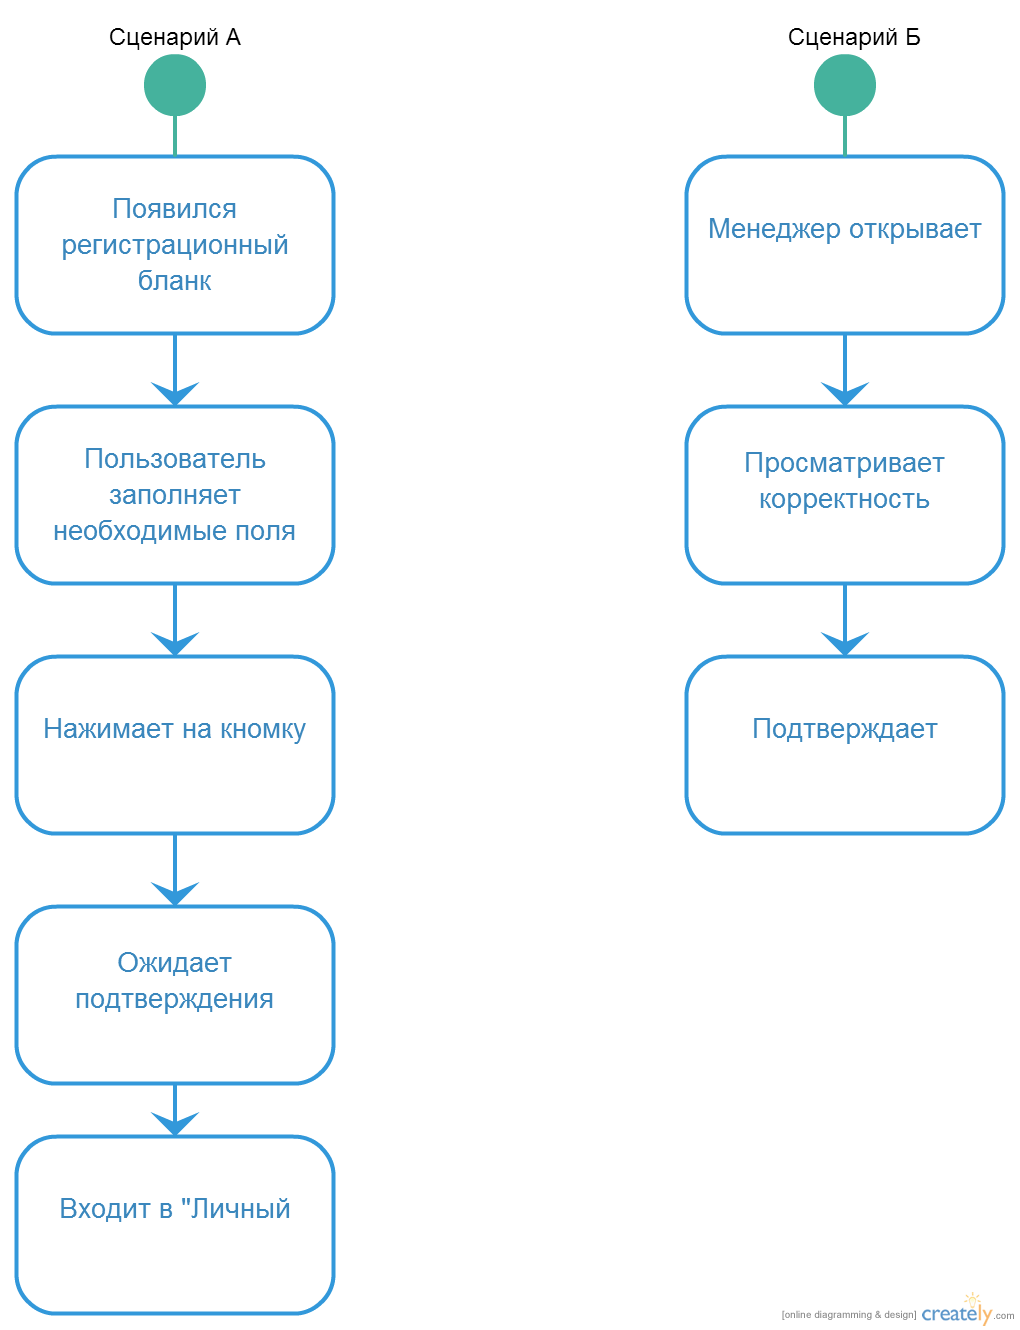 Сценарий А
Появился
регистрационный
бланк
Пользователь
заполняет
необходимые поля
Нажимает на кномку
Ожидает
подтверждения
Входит в "Личный
Сценарий Б
Менеджер открывает
Просматривает
корректность
Подтверждает
[online diagramming & design] creately.com